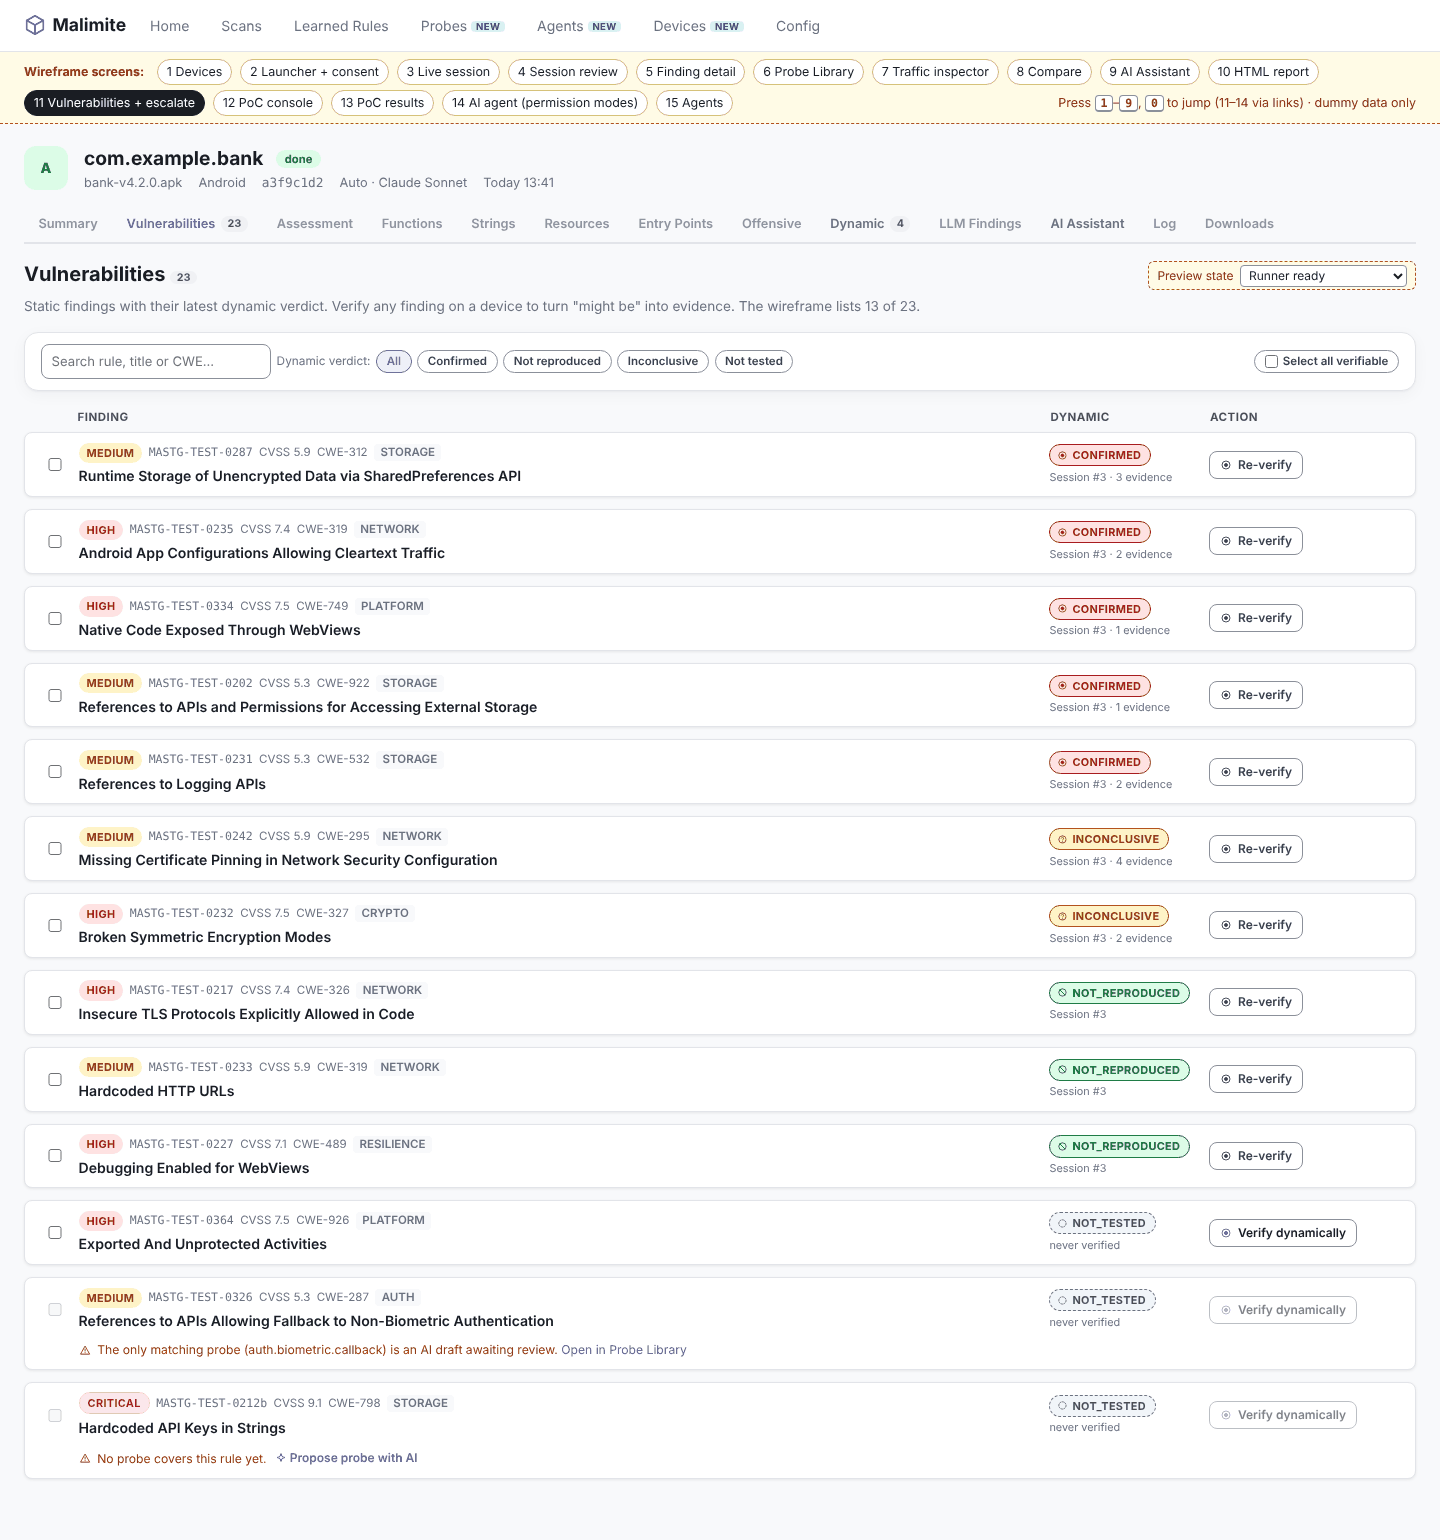 Malimite Home Scans Learned Rules Probes NEW Agents NEW Devices NEW Config
Wireframe screens: 1 Devices 2 Launcher + consent 3 Live session 4 Session review 5 Finding detail 6 Probe Library 7 Traffic inspector 8 Compare 9 AI Assistant 10 HTML report
11 Vulnerabilities + escalate 12 PoC console 13 PoC results 14 AI agent (permission modes) 15 Agents Press 1–9, 0 to jump (11–14 via links) · dummy data only
A
com.example.bank done
bank-v4.2.0.apk Android a3f9c1d2 Auto · Claude Sonnet Today 13:41
Summary Vulnerabilities 23 Assessment Functions Strings Resources Entry Points Offensive Dynamic 4 LLM Findings AI Assistant Log Downloads
Vulnerabilities 23 Preview state Runner ready
Static findings with their latest dynamic verdict. Verify any finding on a device to turn "might be" into evidence. The wireframe lists 13 of 23.
Search rule, title or CWE... Dynamic verdict: All Confirmed Not reproduced Inconclusive Not tested Select all verifiable
FINDING DYNAMIC ACTION
MEDIUM MASTG-TEST-0287 CVSS 5.9 CWE-312 STORAGE CONFIRMED Re-verify
Runtime Storage of Unencrypted Data via SharedPreferences API Session #3 · 3 evidence
HIGH MASTG-TEST-0235 CVSS 7.4 CWE-319 NETWORK CONFIRMED Re-verify
Android App Configurations Allowing Cleartext Traffic Session #3 · 2 evidence
HIGH MASTG-TEST-0334 CVSS 7.5 CWE-749 PLATFORM CONFIRMED Re-verify
Native Code Exposed Through WebViews Session #3 · 1 evidence
MEDIUM MASTG-TEST-0202 CVSS 5.3 CWE-922 STORAGE CONFIRMED Re-verify
References to APIs and Permissions for Accessing External Storage Session #3 · 1 evidence
MEDIUM MASTG-TEST-0231 CVSS 5.3 CWE-532 STORAGE CONFIRMED Re-verify
References to Logging APIs Session #3 · 2 evidence
MEDIUM MASTG-TEST-0242 CVSS 5.9 CWE-295 NETWORK INCONCLUSIVE Re-verify
Missing Certificate Pinning in Network Security Configuration Session #3 · 4 evidence
HIGH MASTG-TEST-0232 CVSS 7.5 CWE-327 CRYPTO INCONCLUSIVE Re-verify
Broken Symmetric Encryption Modes Session #3 · 2 evidence
HIGH MASTG-TEST-0217 CVSS 7.4 CWE-326 NETWORK NOT_REPRODUCED Re-verify
Insecure TLS Protocols Explicitly Allowed in Code Session #3
MEDIUM MASTG-TEST-0233 CVSS 5.9 CWE-319 NETWORK NOT_REPRODUCED Re-verify
Hardcoded HTTP URLs Session #3
HIGH MASTG-TEST-0227 CVSS 7.1 CWE-489 RESILIENCE NOT_REPRODUCED Re-verify
Debugging Enabled for WebViews Session #3
HIGH MASTG-TEST-0364 CVSS 7.5 CWE-926 PLATFORM NOT_TESTED Verify dynamically
Exported And Unprotected Activities never verified
MEDIUM MASTG-TEST-0326 CVSS 5.3 CWE-287 AUTH NOT_TESTED Verify dynamically
References to APIs Allowing Fallback to Non-Biometric Authentication never verified
The only matching probe (auth.biometric.callback) is an AI draft awaiting review. Open in Probe Library
CRITICAL MASTG-TEST-0212b CVSS 9.1 CWE-798 STORAGE NOT_TESTED Verify dynamically
Hardcoded API Keys in Strings never verified
No probe covers this rule yet. Propose probe with AI